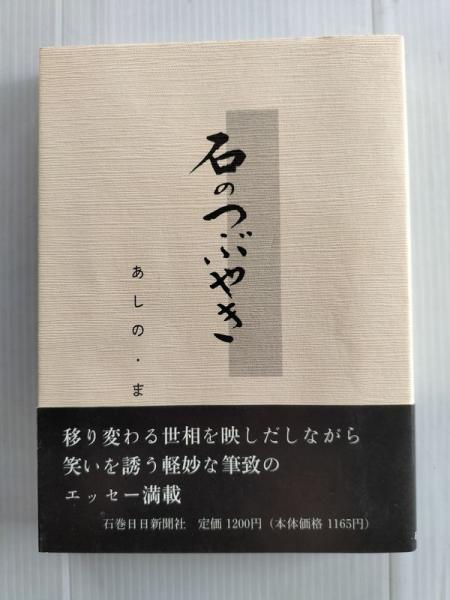 石のつぶやき
あしの・ま
移り変わる世相を映しだしながら
笑いを誘う軽妙な筆致の
エッセー満載
石巻日日新聞社 定価 1200円（本体価格 1165円）